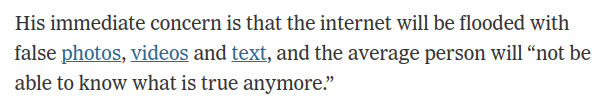 His immediate concern is that the internet will be flooded with
false photos, videos and text, and the average person will “not be
able to know what is true anymore.”